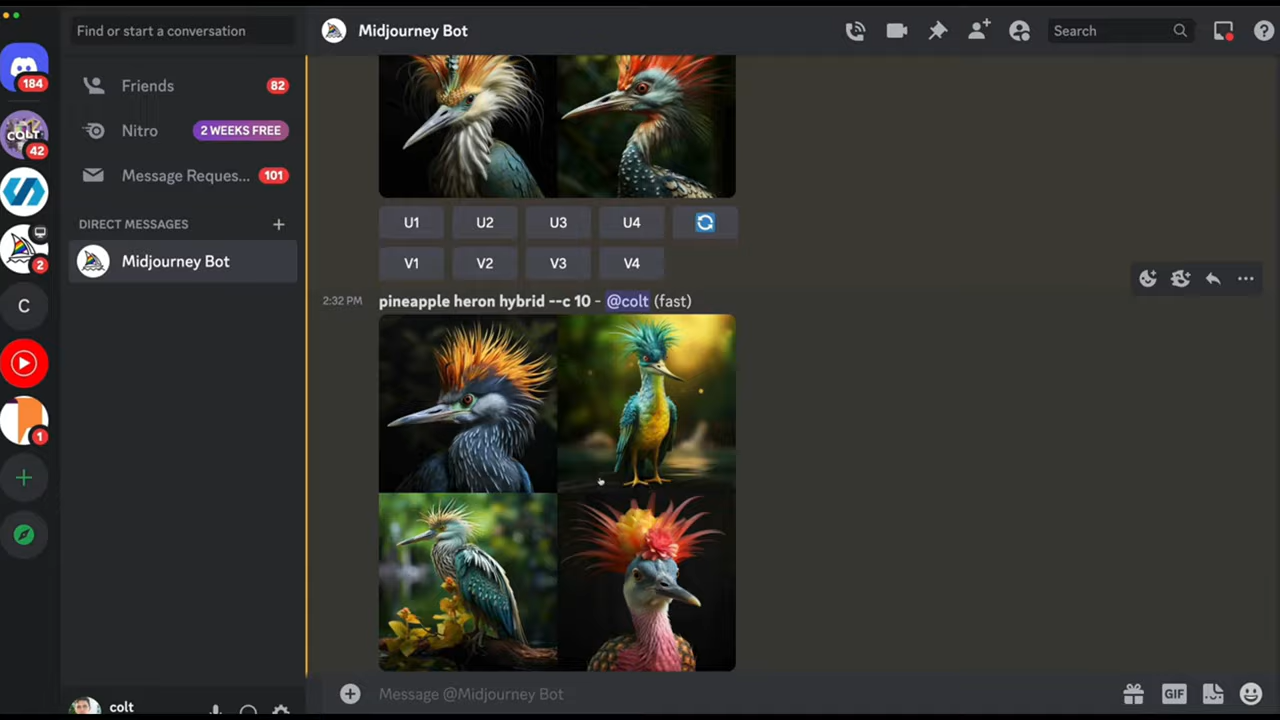 Find or start a conversation
Midjourney Bot
Search
184
Friends
82
COLT
42
Nitro
2 WEEKS FREE
Message Reques...
101
DIRECT MESSAGES
U1
U2
U3
U4
2
Midjourney Bot
V1
V2
V3
V4
C
2:32 PM
pineapple heron hybrid --c 10 - @colt (fast)
1
Message @Midjourney Bot
GIF
colt